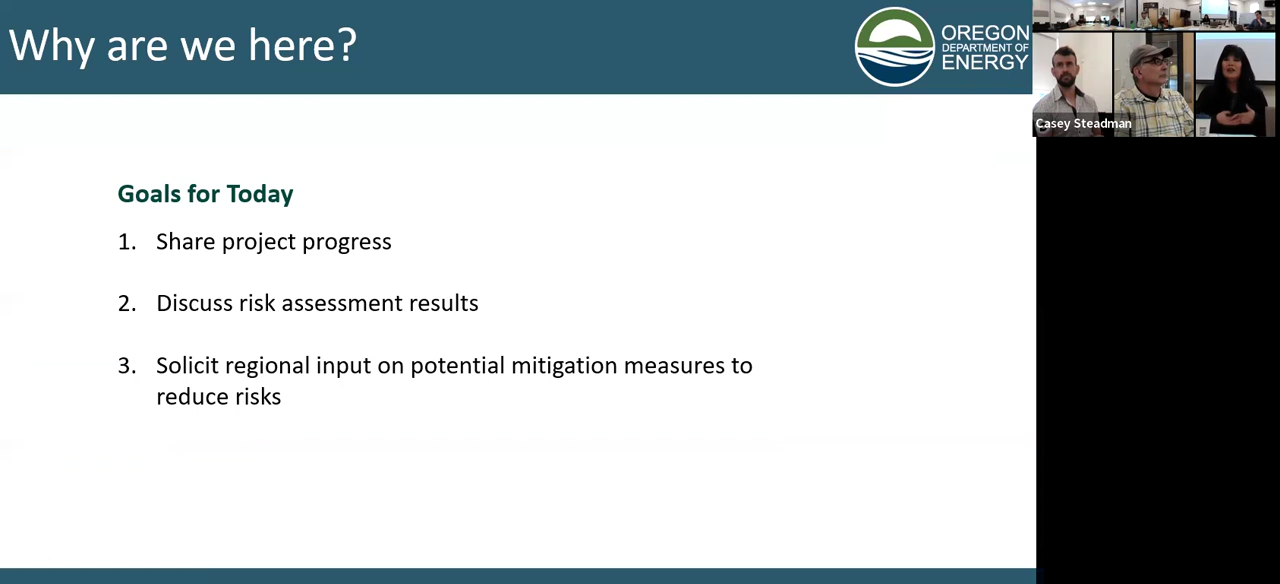 Why are we here?
OREGON
DEPARTMENT OF
ENERGY
Casey Steadman
Goals for Today
1. Share project progress
2. Discuss risk assessment results
3. Solicit regional input on potential mitigation measures to
reduce risks